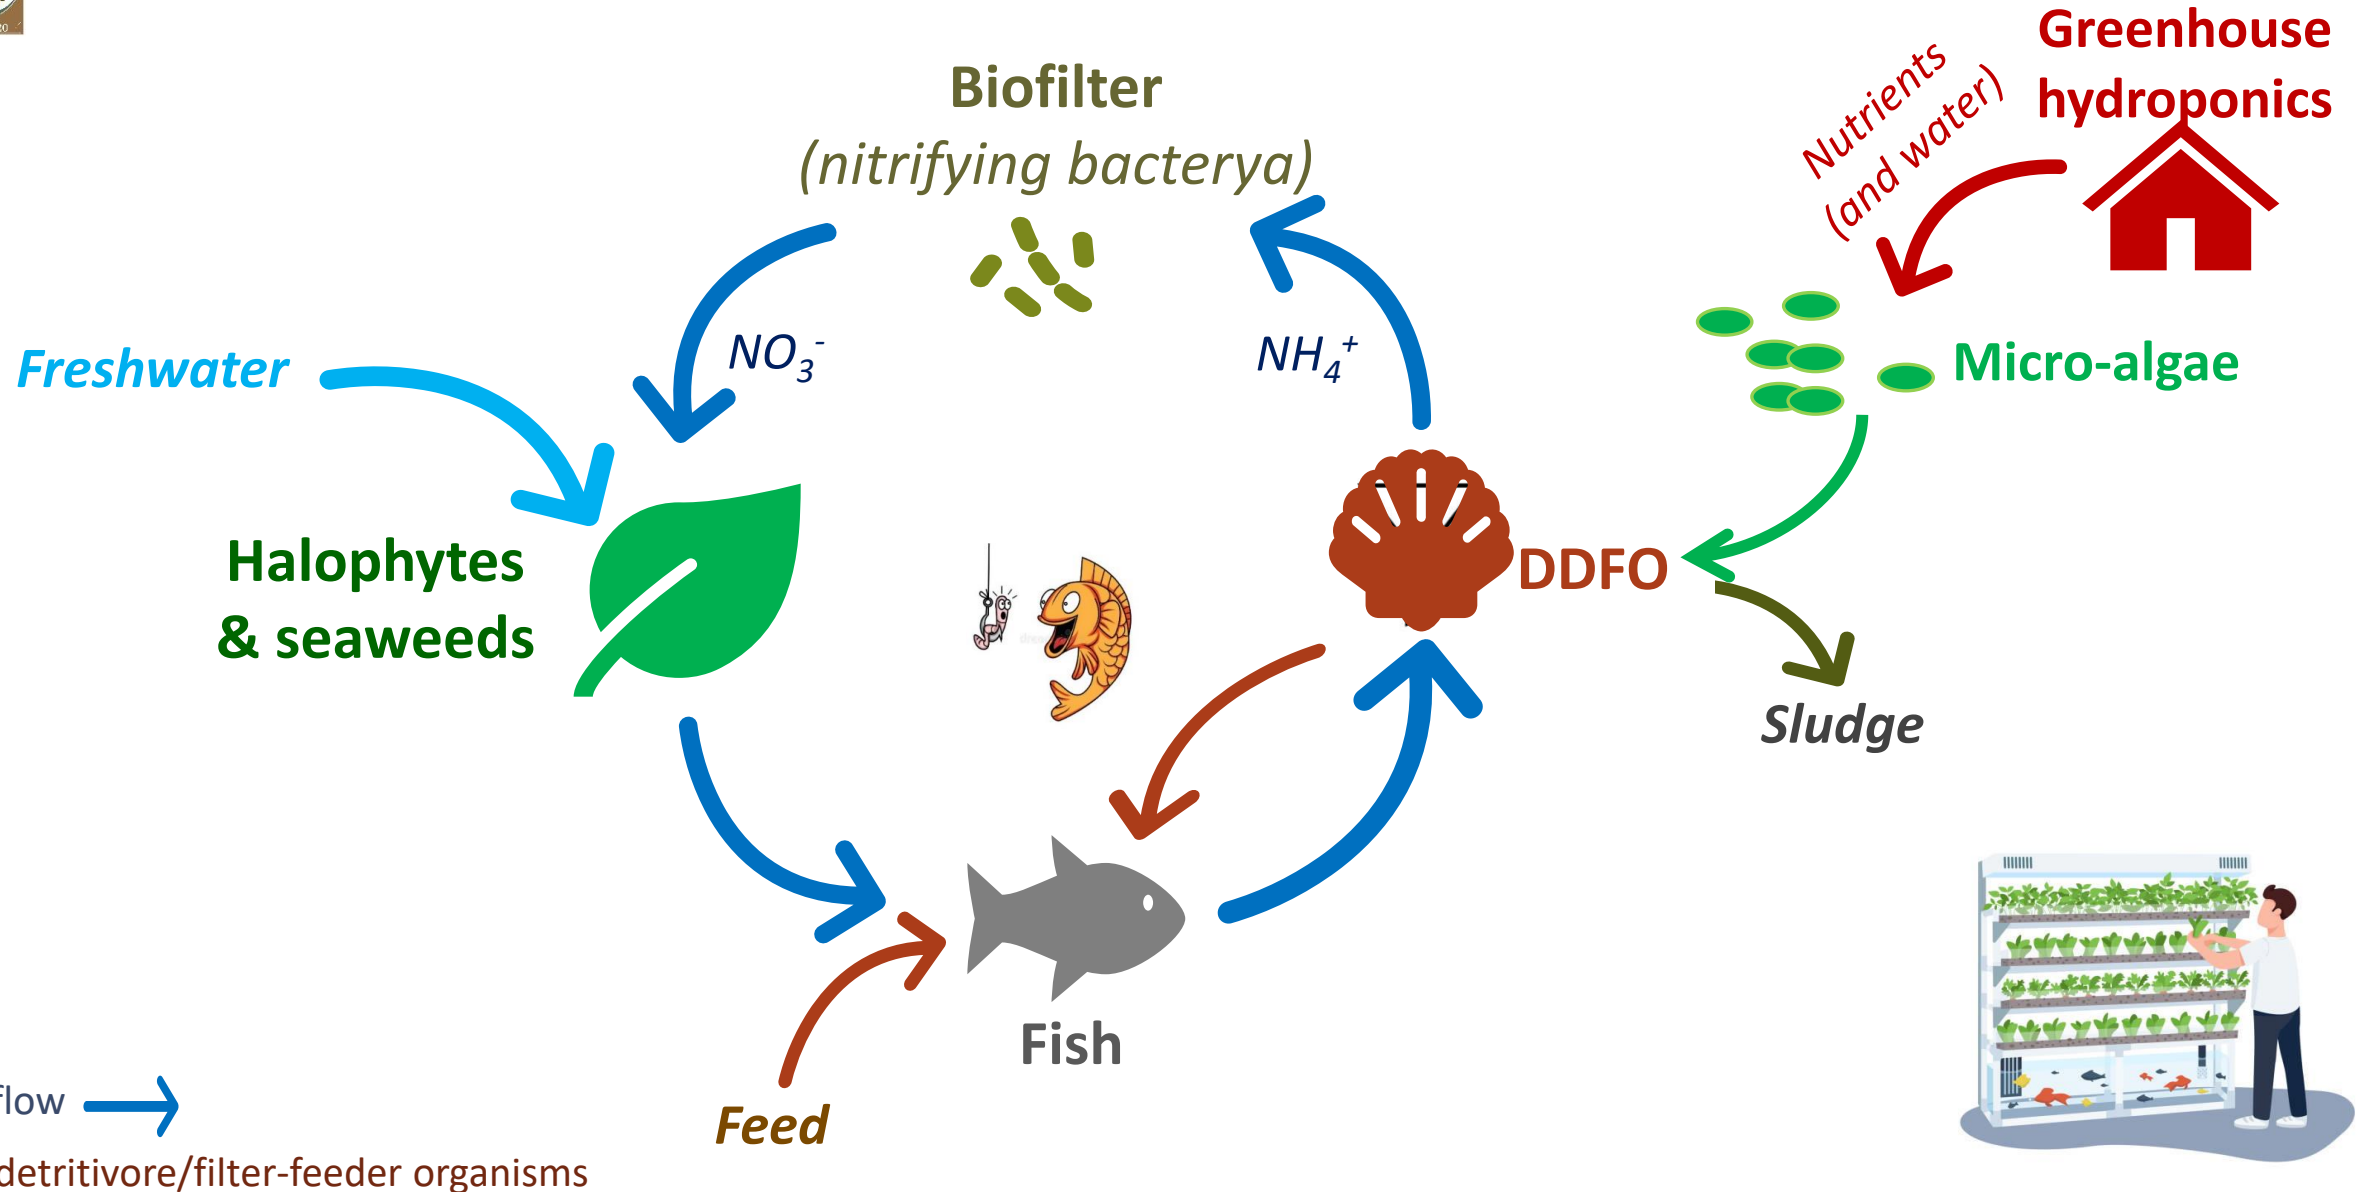 Greenhouse
hydroponics
Nutrients
(and water)
Biofilter
(nitrifying bacterya)
NO₃⁻
NH₄⁺
Freshwater
Micro-algae
Halophytes
& seaweeds
DDFO
Sludge
Fish
Feed
flow
detritivore/filter-feeder organisms